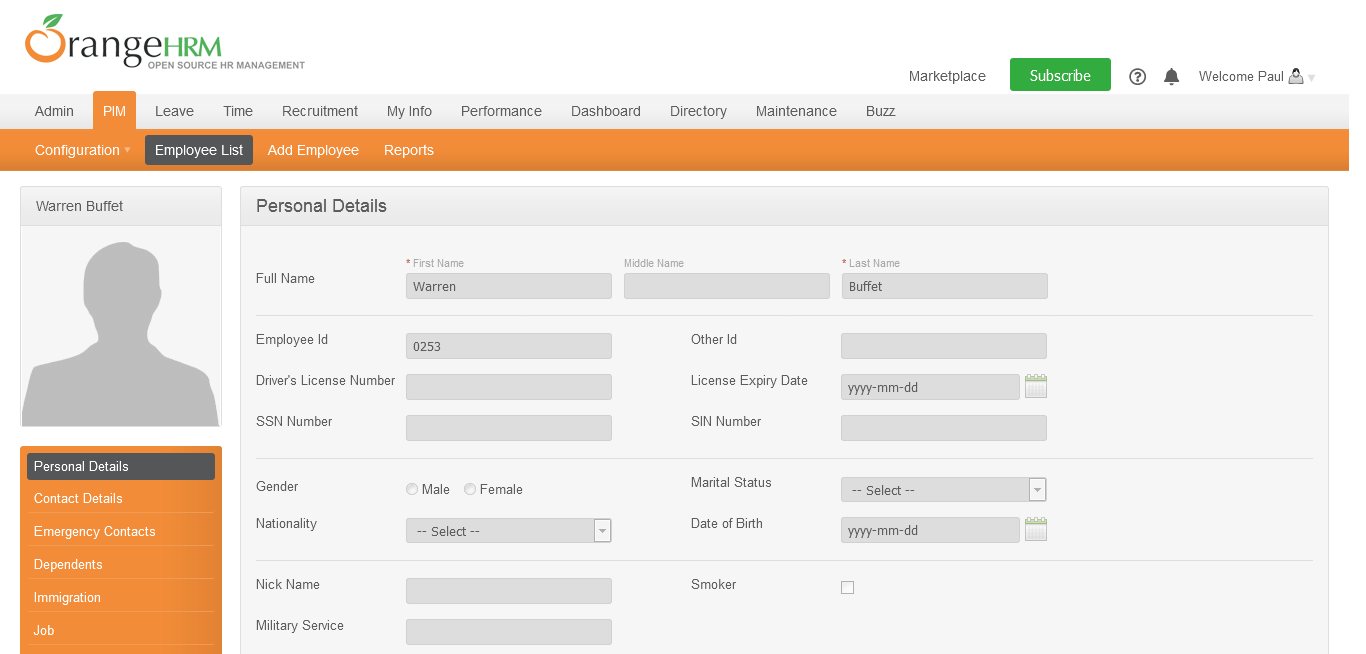 OrangeHRM
OPEN SOURCE HR MANAGEMENT
Marketplace Subscribe ? Welcome Paul
Admin PIM Leave Time Recruitment My Info Performance Dashboard Directory Maintenance Buzz
Configuration Employee List Add Employee Reports
Warren Buffet
Personal Details
Contact Details
Emergency Contacts
Dependents
Immigration
Job
Personal Details
* First Name Middle Name * Last Name
Full Name Warren Buffet
Employee Id 0253 Other Id
Driver's License Number License Expiry Date yyyy-mm-dd
SSN Number SIN Number
Gender Male Female Marital Status -- Select --
Nationality -- Select -- Date of Birth yyyy-mm-dd
Nick Name Smoker
Military Service